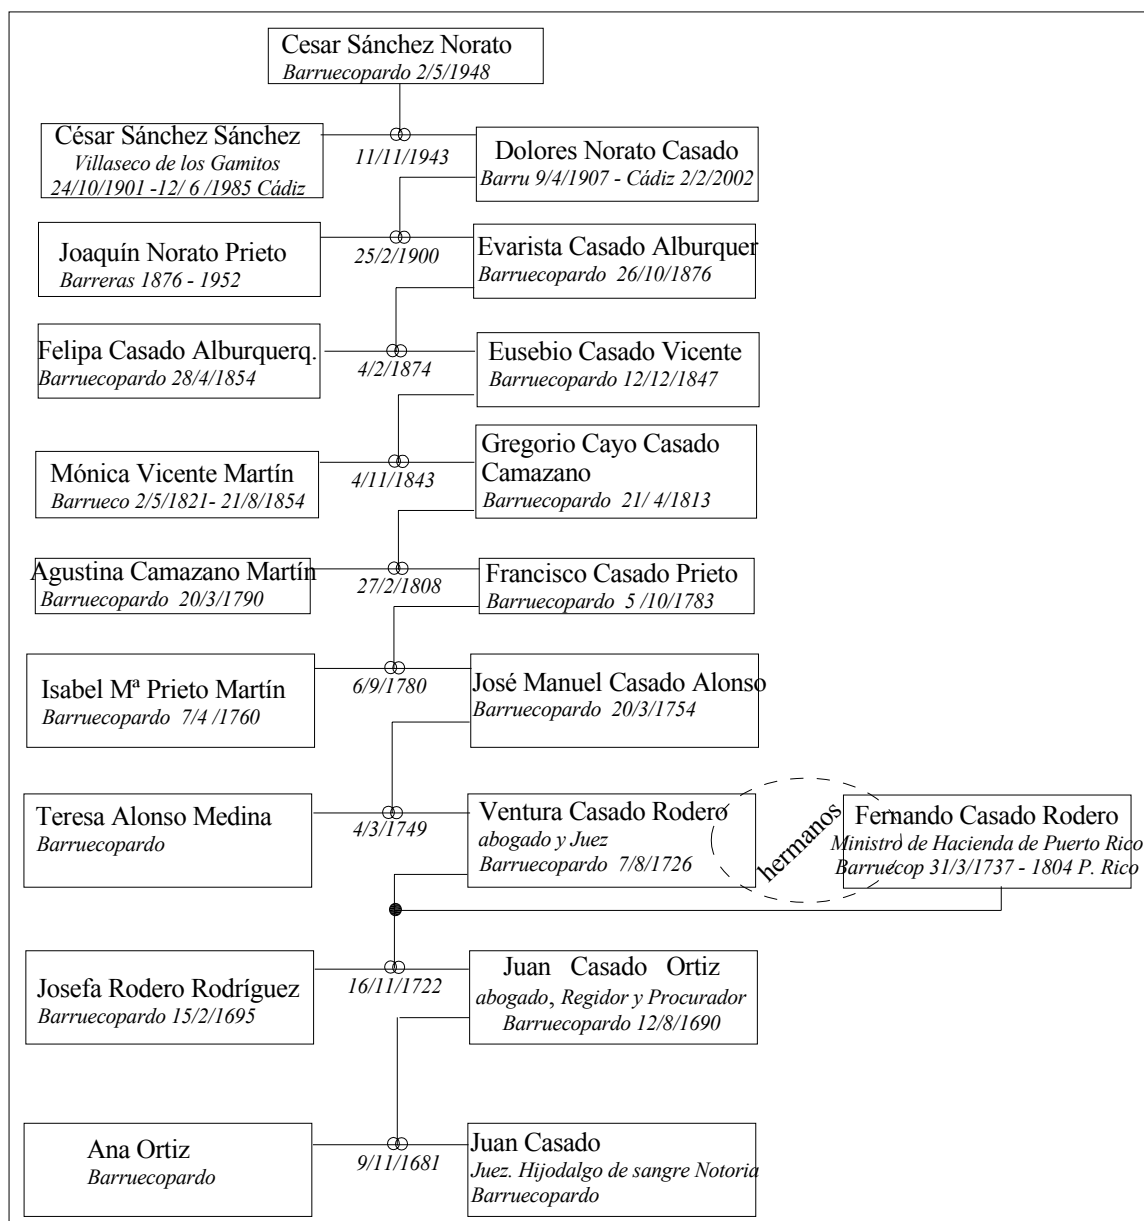 Cesar Sánchez Norato
Barruecopardo 2/5/1948
César Sánchez Sánchez
Villaseco de los Gamitos
24/10/1901 -12/ 6 /1985 Cádiz
11/11/1943
Dolores Norato Casado
Barru 9/4/1907 - Cádiz 2/2/2002
Joaquín Norato Prieto
Barreras 1876 - 1952
25/2/1900
Evarista Casado Alburquer
Barruecopardo 26/10/1876
Felipa Casado Alburquerq.
Barruecopardo 28/4/1854
4/2/1874
Eusebio Casado Vicente
Barruecopardo 12/12/1847
Mónica Vicente Martín
Barrueco 2/5/1821- 21/8/1854
4/11/1843
Gregorio Cayo Casado
Camazano
Barruecopardo 21/ 4/1813
Agustina Camazano Martín
Barruecopardo 20/3/1790
27/2/1808
Francisco Casado Prieto
Barruecopardo 5 /10/1783
Isabel Mª Prieto Martín
Barruecopardo 7/4 /1760
6/9/1780
José Manuel Casado Alonso
Barruecopardo 20/3/1754
Teresa Alonso Medina
Barruecopardo
4/3/1749
Ventura Casado Rodero
abogado y Juez
Barruecopardo 7/8/1726
hermanos
Fernando Casado Rodero
Ministro de Hacienda de Puerto Rico
Barruecop 31/3/1737 - 1804 P. Rico
Josefa Rodero Rodríguez
Barruecopardo 15/2/1695
16/11/1722
Juan Casado Ortiz
abogado, Regidor y Procurador
Barruecopardo 12/8/1690
Ana Ortiz
Barruecopardo
9/11/1681
Juan Casado
Juez. Hijodalgo de sangre Notoria
Barruecopardo